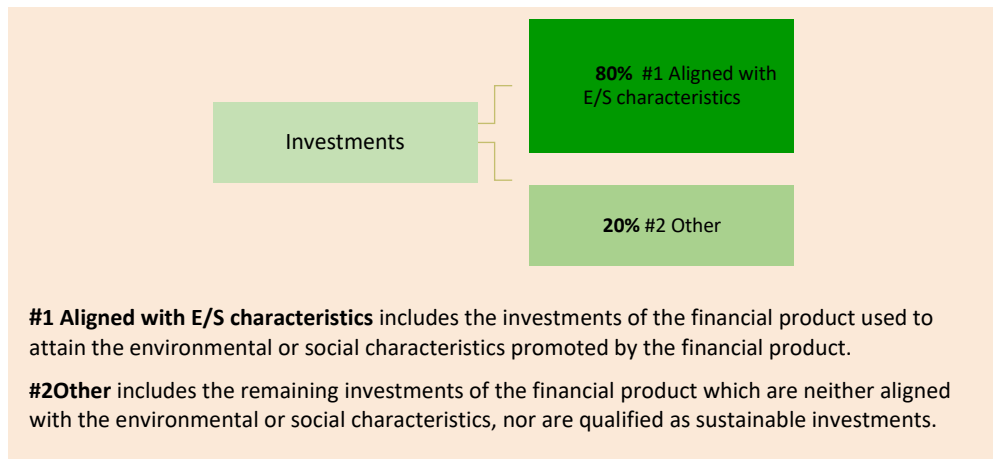 80% #1 Aligned with
E/S characteristics
Investments
20% #2 Other
#1 Aligned with E/S characteristics includes the investments of the financial product used to
attain the environmental or social characteristics promoted by the financial product.
#2Other includes the remaining investments of the financial product which are neither aligned
with the environmental or social characteristics, nor are qualified as sustainable investments.